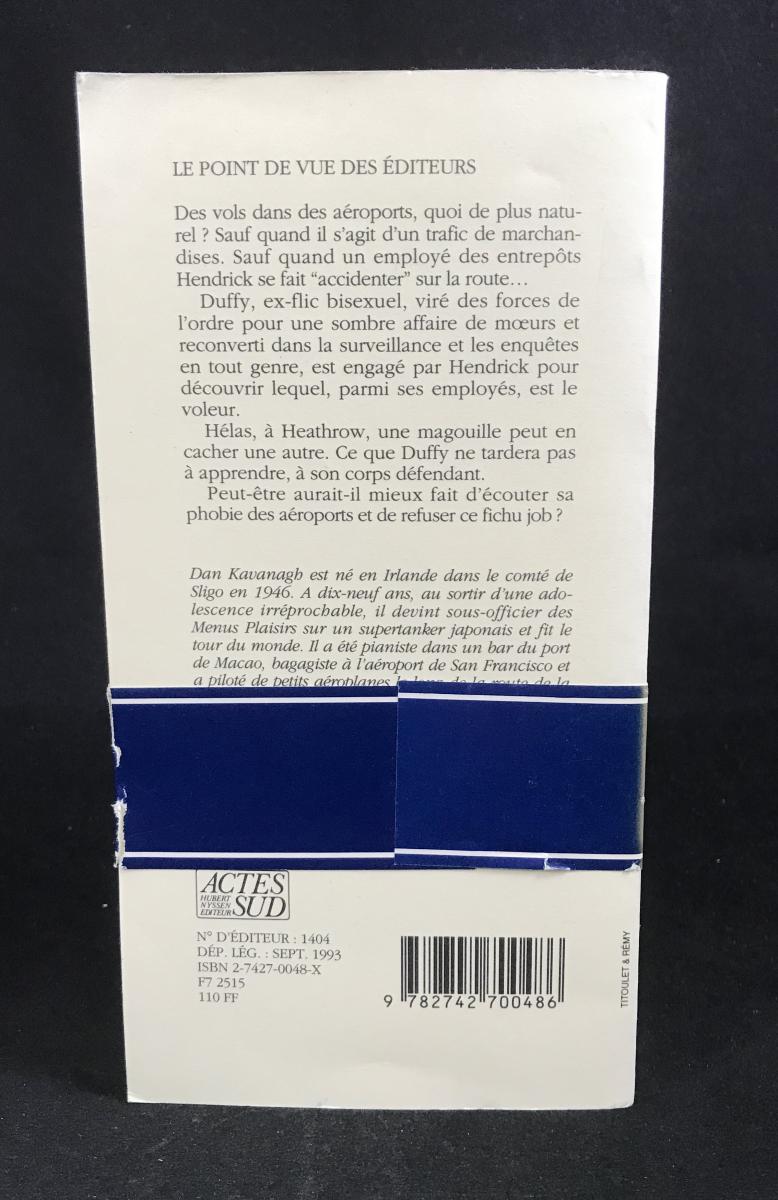 LE POINT DE VUE DES ÉDITEURS
Des vols dans des aéroports, quoi de plus natu-
rel ? Sauf quand il s'agit d'un trafic de marchan-
dises. Sauf quand un employé des entrepôts
Hendrick se fait “accidenter” sur la route…
Duffy, ex-flic bisexuel, viré des forces de
l'ordre pour une sombre affaire de mœurs et
reconverti dans la surveillance et les enquêtes
en tout genre, est engagé par Hendrick pour
découvrir lequel, parmi ses employés, est le
voleur.
Hélas, à Heathrow, une magouille peut en
cacher une autre. Ce que Duffy ne tardera pas
à apprendre, à son corps défendant.
Peut-être aurait-il mieux fait d'écouter sa
phobie des aéroports et de refuser ce fichu job ?
Dan Kavanagh est né en Irlande dans le comté de
Sligo en 1946. A dix-neuf ans, au sortir d'une ado-
lescence irréprochable, il devint sous-officier des
Menus Plaisirs sur un supertanker japonais et fit le
tour du monde. Il a été pianiste dans un bar du port
de Macao, bagagiste à l'aéroport de San Francisco et
a piloté de petits aéroplanes le long de la route de la
ACTES
HUBERT
NYSSEN
EDITEUR
SUD
N° D'ÉDITEUR : 1404
DÉP. LÉG. : SEPT. 1993
ISBN 2-7427-0048-X
F7 2515
110 FF
9 782742 700486
TITOULET & RÉMY